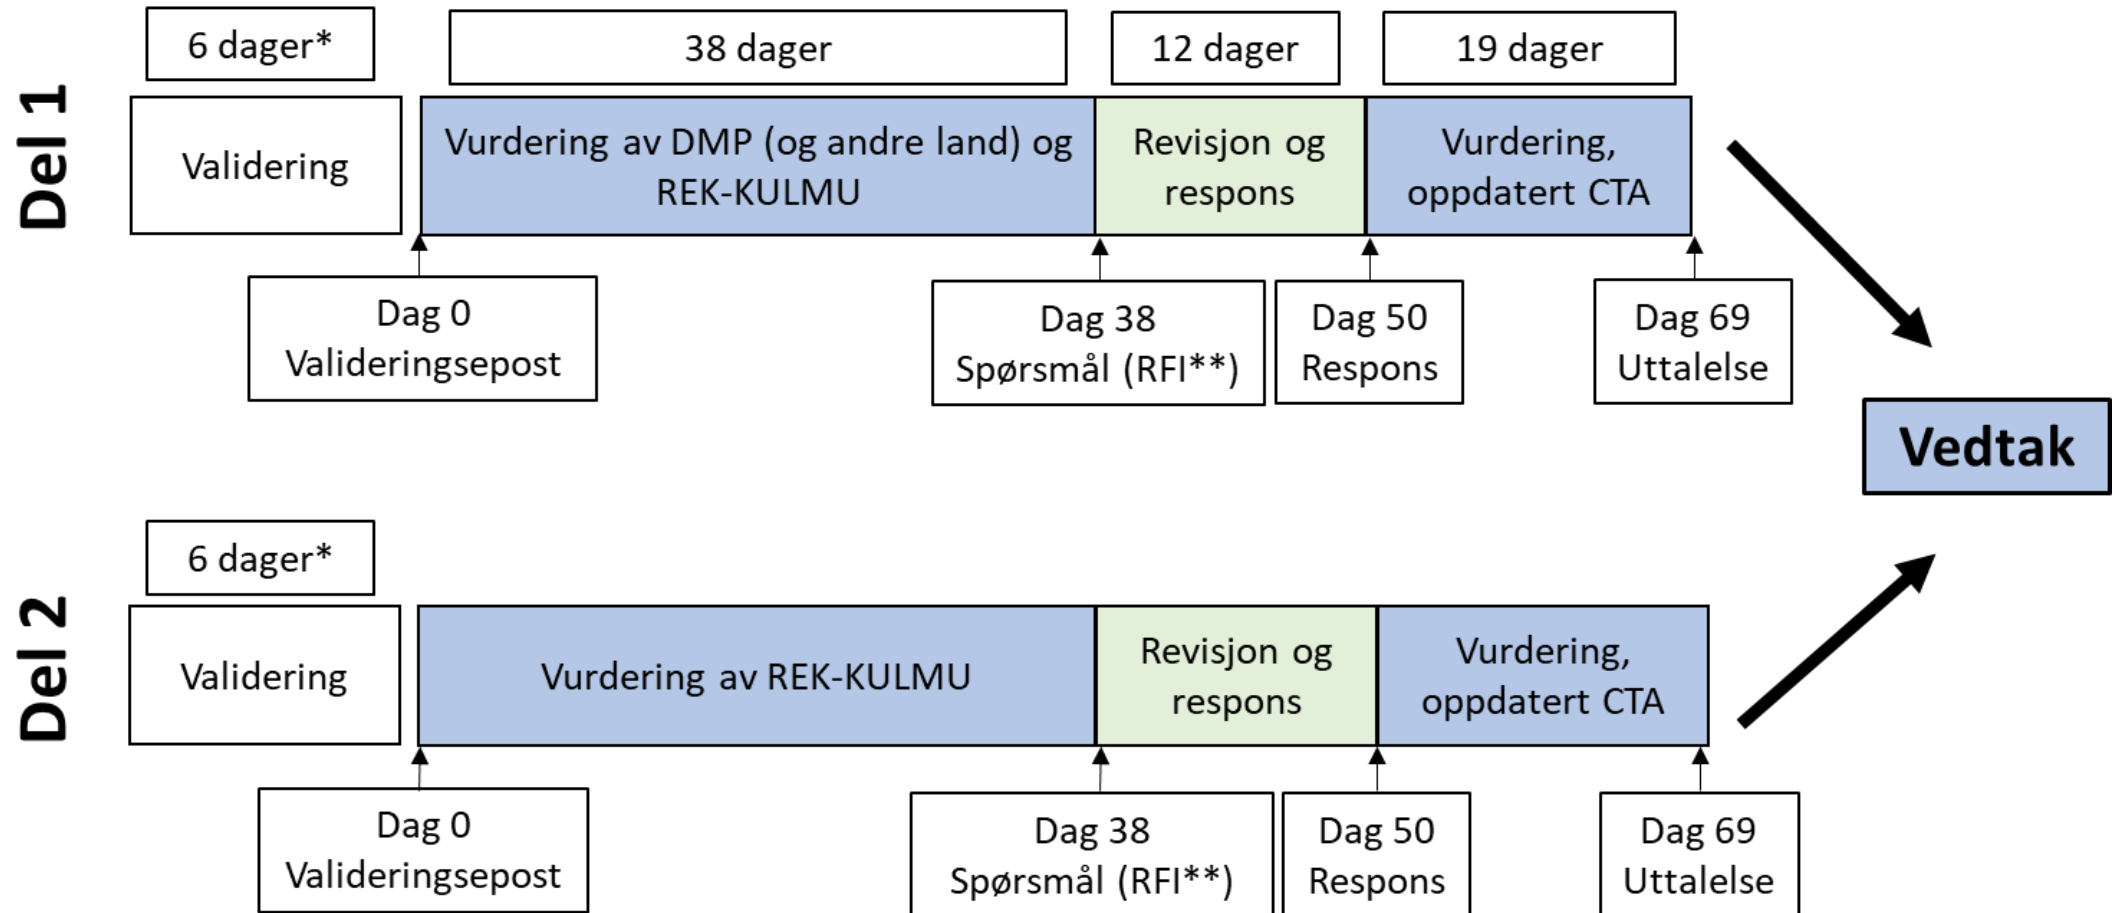 Del 1
6 dager*
38 dager
12 dager
19 dager
Validering
Vurdering av DMP (og andre land) og
REK-KULMU
Revisjon og
respons
Vurdering,
oppdatert CTA
Dag 0
Valideringsepost
Dag 38
Spørsmål (RFI**)
Dag 50
Respons
Dag 69
Uttalelse
Vedtak
Del 2
6 dager*
Validering
Vurdering av REK-KULMU
Revisjon og
respons
Vurdering,
oppdatert CTA
Dag 0
Valideringsepost
Dag 38
Spørsmål (RFI**)
Dag 50
Respons
Dag 69
Uttalelse